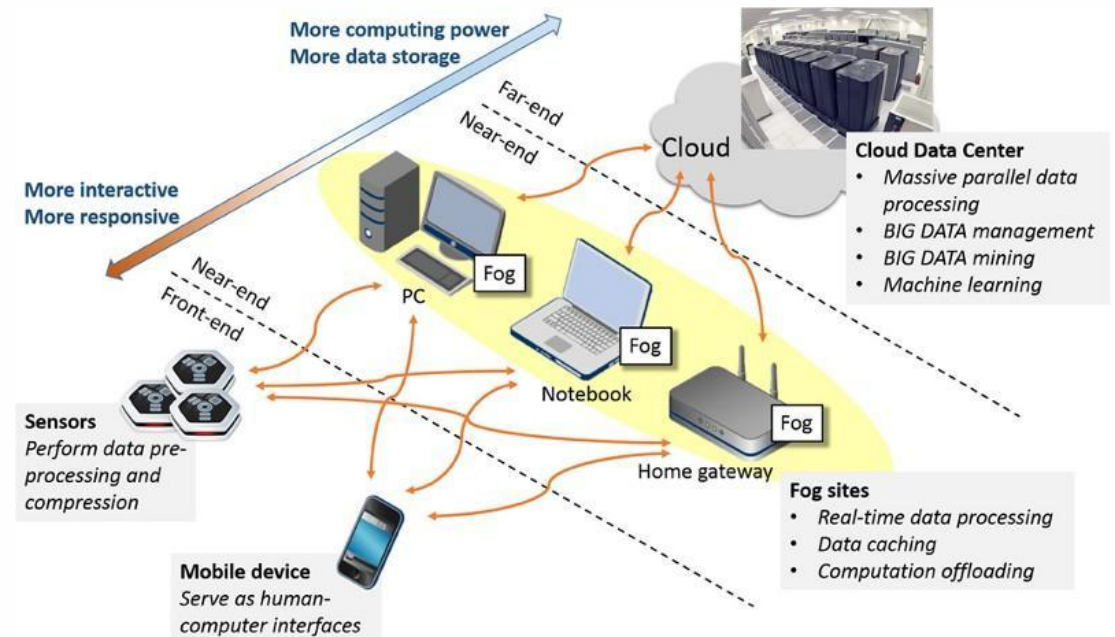 More computing power
More data storage
More interactive
More responsive
Far-end
Near-end
Near-end
Front-end
Cloud
Cloud Data Center
• Massive parallel data
processing
• BIG DATA management
• BIG DATA mining
• Machine learning
Fog
PC
Fog
Notebook
Fog
Home gateway
Sensors
Perform data pre-
processing and
compression
Mobile device
Serve as human-
computer interfaces
Fog sites
• Real-time data processing
• Data caching
• Computation offloading